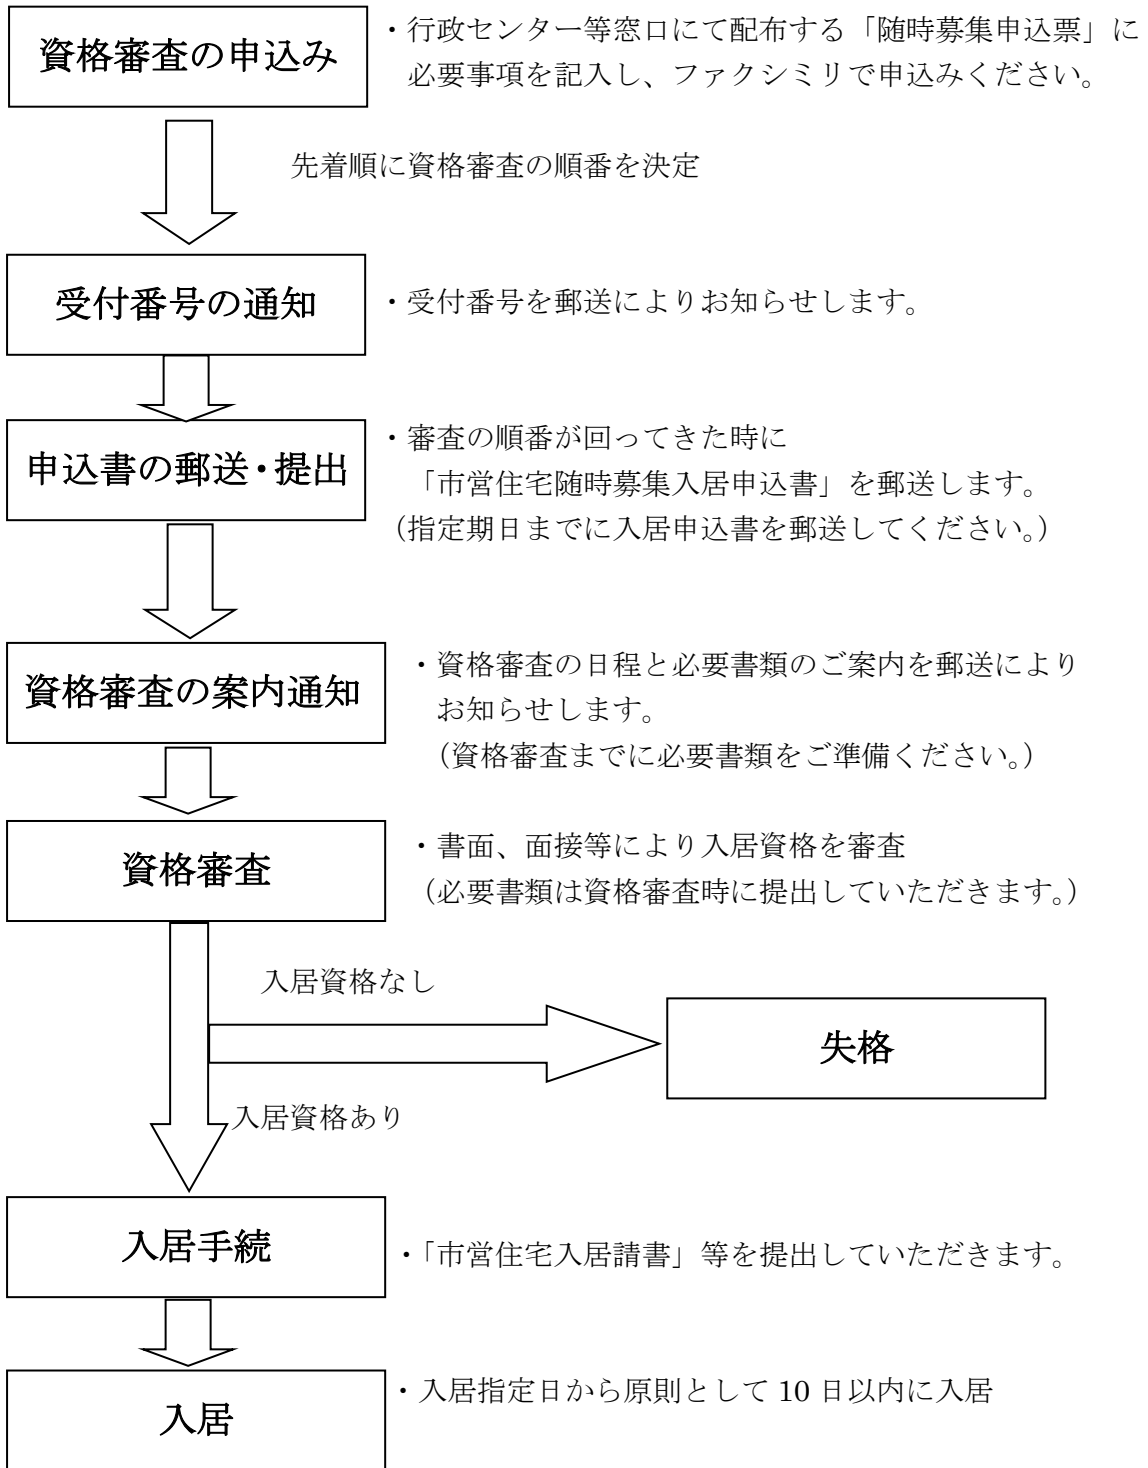 資格審査の申込み
・行政センター等窓口にて配布する「随時募集申込票」に
必要事項を記入し、ファクシミリで申込みください。
先着順に資格審査の順番を決定
受付番号の通知
・受付番号を郵送によりお知らせします。
申込書の郵送・提出
・審査の順番が回ってきた時に
「市営住宅随時募集入居申込書」を郵送します。
（指定期日までに入居申込書を郵送してください。）
資格審査の案内通知
・資格審査の日程と必要書類のご案内を郵送により
お知らせします。
（資格審査までに必要書類をご準備ください。）
資格審査
・書面、面接等により入居資格を審査
（必要書類は資格審査時に提出していただきます。）
入居資格なし
失格
入居資格あり
入居手続
・「市営住宅入居請書」等を提出していただきます。
入居
・入居指定日から原則として 10 日以内に入居